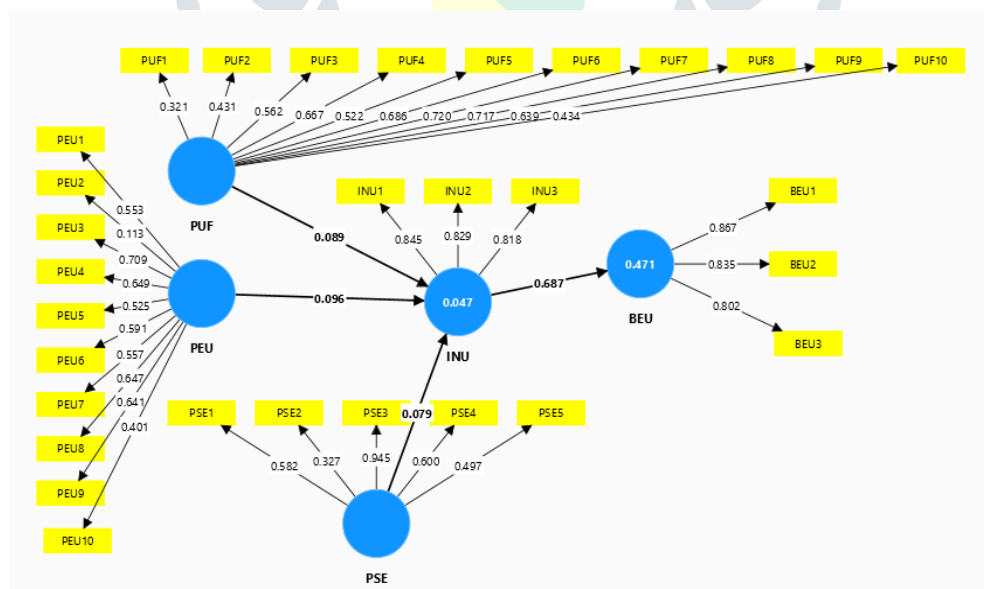 PUF1 PUF2 PUF3 PUF4 PUF5 PUF6 PUF7 PUF8 PUF9 PUF10
0.321 0.431 0.562 0.667 0.522 0.686 0.720 0.717 0.639 0.434
PUF
PEU1
PEU2
PEU3
PEU4
PEU5
PEU6
PEU7
PEU8
PEU9
PEU10
0.553
0.113
0.709
0.649
0.525
0.591
0.557
0.647
0.641
0.401
PEU
0.089
0.096
0.079
INU1 INU2 INU3
0.845 0.829 0.818
0.047
INU
0.687
0.471
BEU
BEU1
BEU2
BEU3
0.867
0.835
0.802
PSE1 PSE2 PSE3 PSE4 PSE5
0.582 0.327 0.945 0.600 0.497
PSE